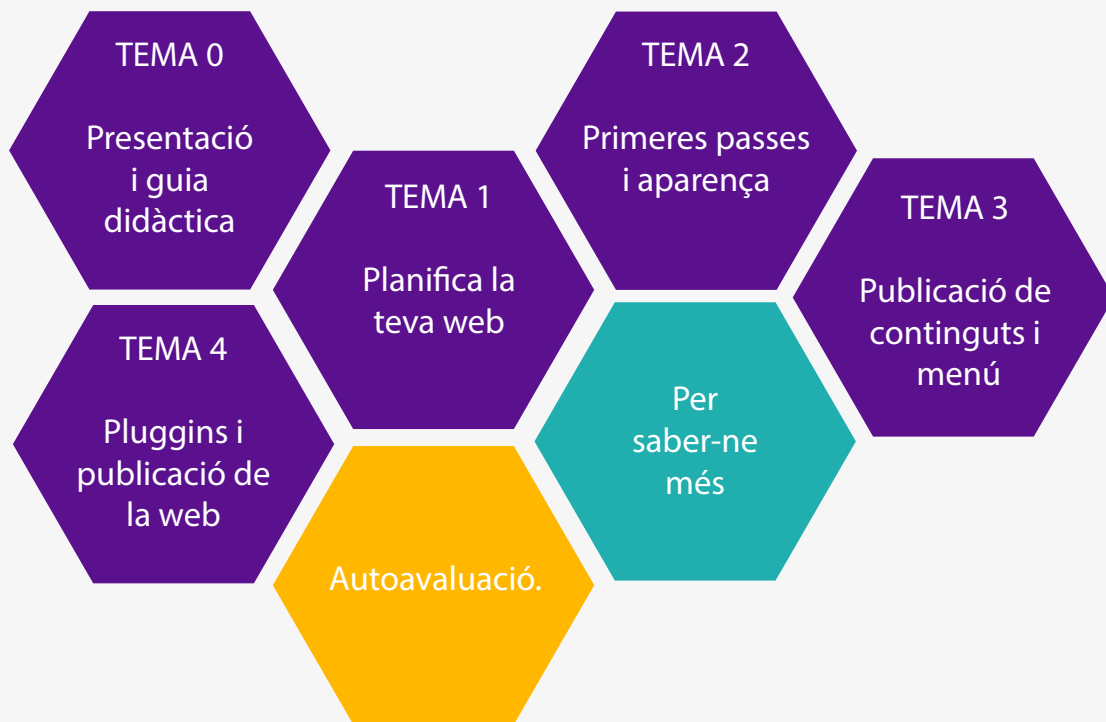 TEMA 0
Presentació
i guia
didàctica
TEMA 1
Planifica la
teva web
TEMA 2
Primeres passes
i aparença
TEMA 3
Publicació de
continguts i
menú
TEMA 4
Pluggins i
publicació de
la web
Autoavaluació.
Per
saber-ne
més